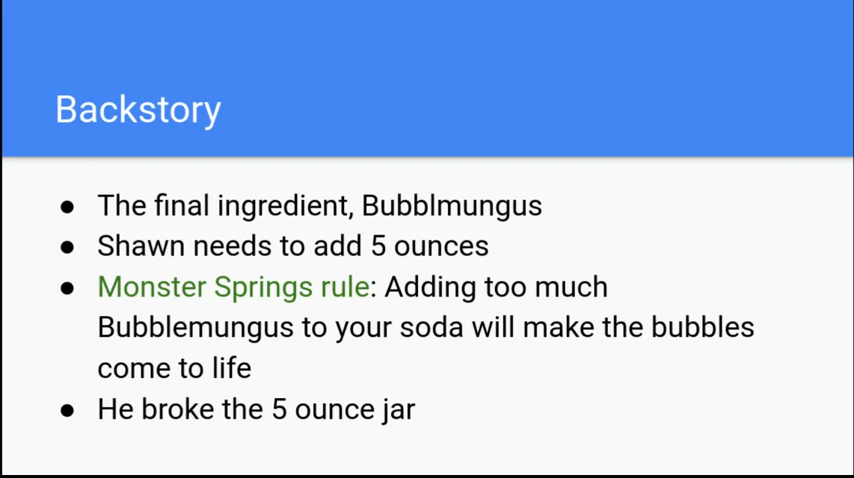 Backstory
● The final ingredient, Bubblmungus
● Shawn needs to add 5 ounces
● Monster Springs rule: Adding too much
Bubblemungus to your soda will make the bubbles
come to life
● He broke the 5 ounce jar